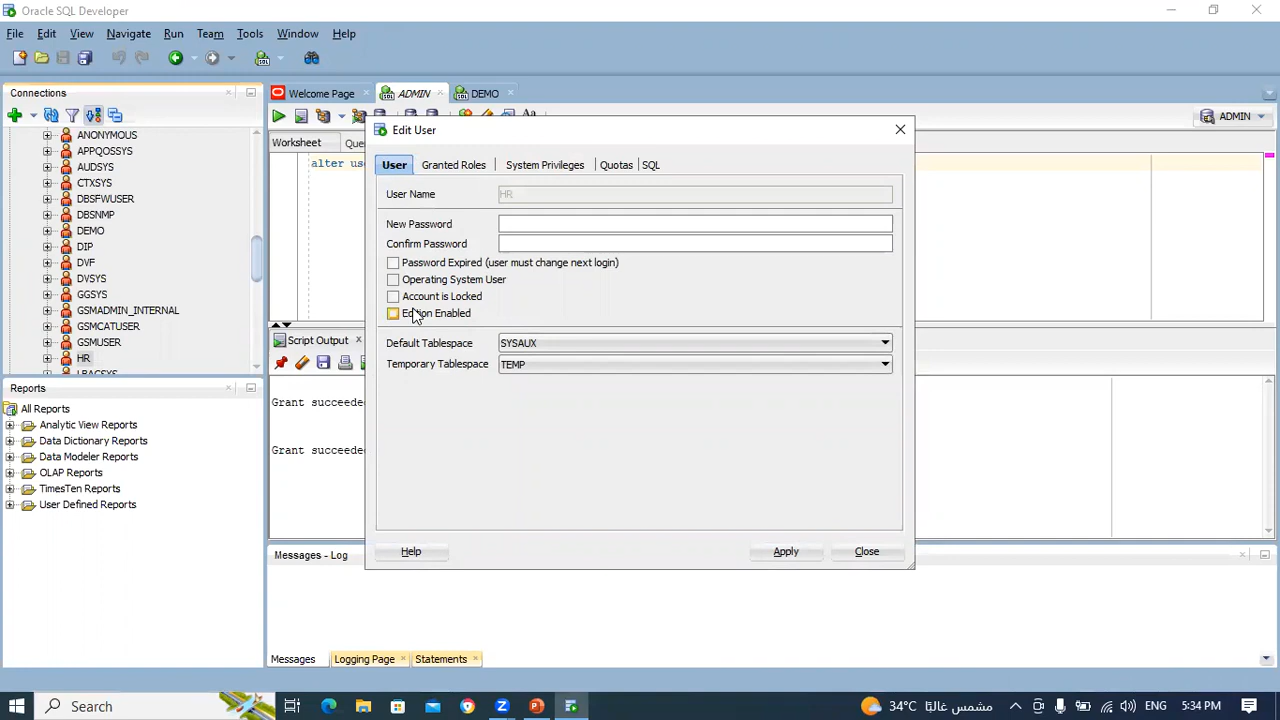 Oracle SQL Developer
File Edit View Navigate Run Team Tools Window Help
Connections
Welcome Page
ADMIN
DEMO
ADMIN
Worksheet
alter
ANONYMOUS
APPQOSSYS
AUDSYS
CTXSYS
DBSFWUSER
DBSNMP
DEMO
DIP
DVF
DVSYS
GGSYS
GSMADMIN_INTERNAL
GSMCATUSER
GSMUSER
HR
Edit User
User Granted Roles System Privileges Quotas SQL
User Name HR
New Password
Confirm Password
Password Expired (user must change next login)
Operating System User
Account is Locked
Edition Enabled
Default Tablespace SYSAUX
Temporary Tablespace TEMP
Help Apply Close
Script Output
Grant
Grant
Reports
All Reports
Analytic View Reports
Data Dictionary Reports
Data Modeler Reports
OLAP Reports
TimesTen Reports
User Defined Reports
Messages - Log
Messages Logging Page Statements
Search
34°C مشمس غالبًا ENG 5:34 PM